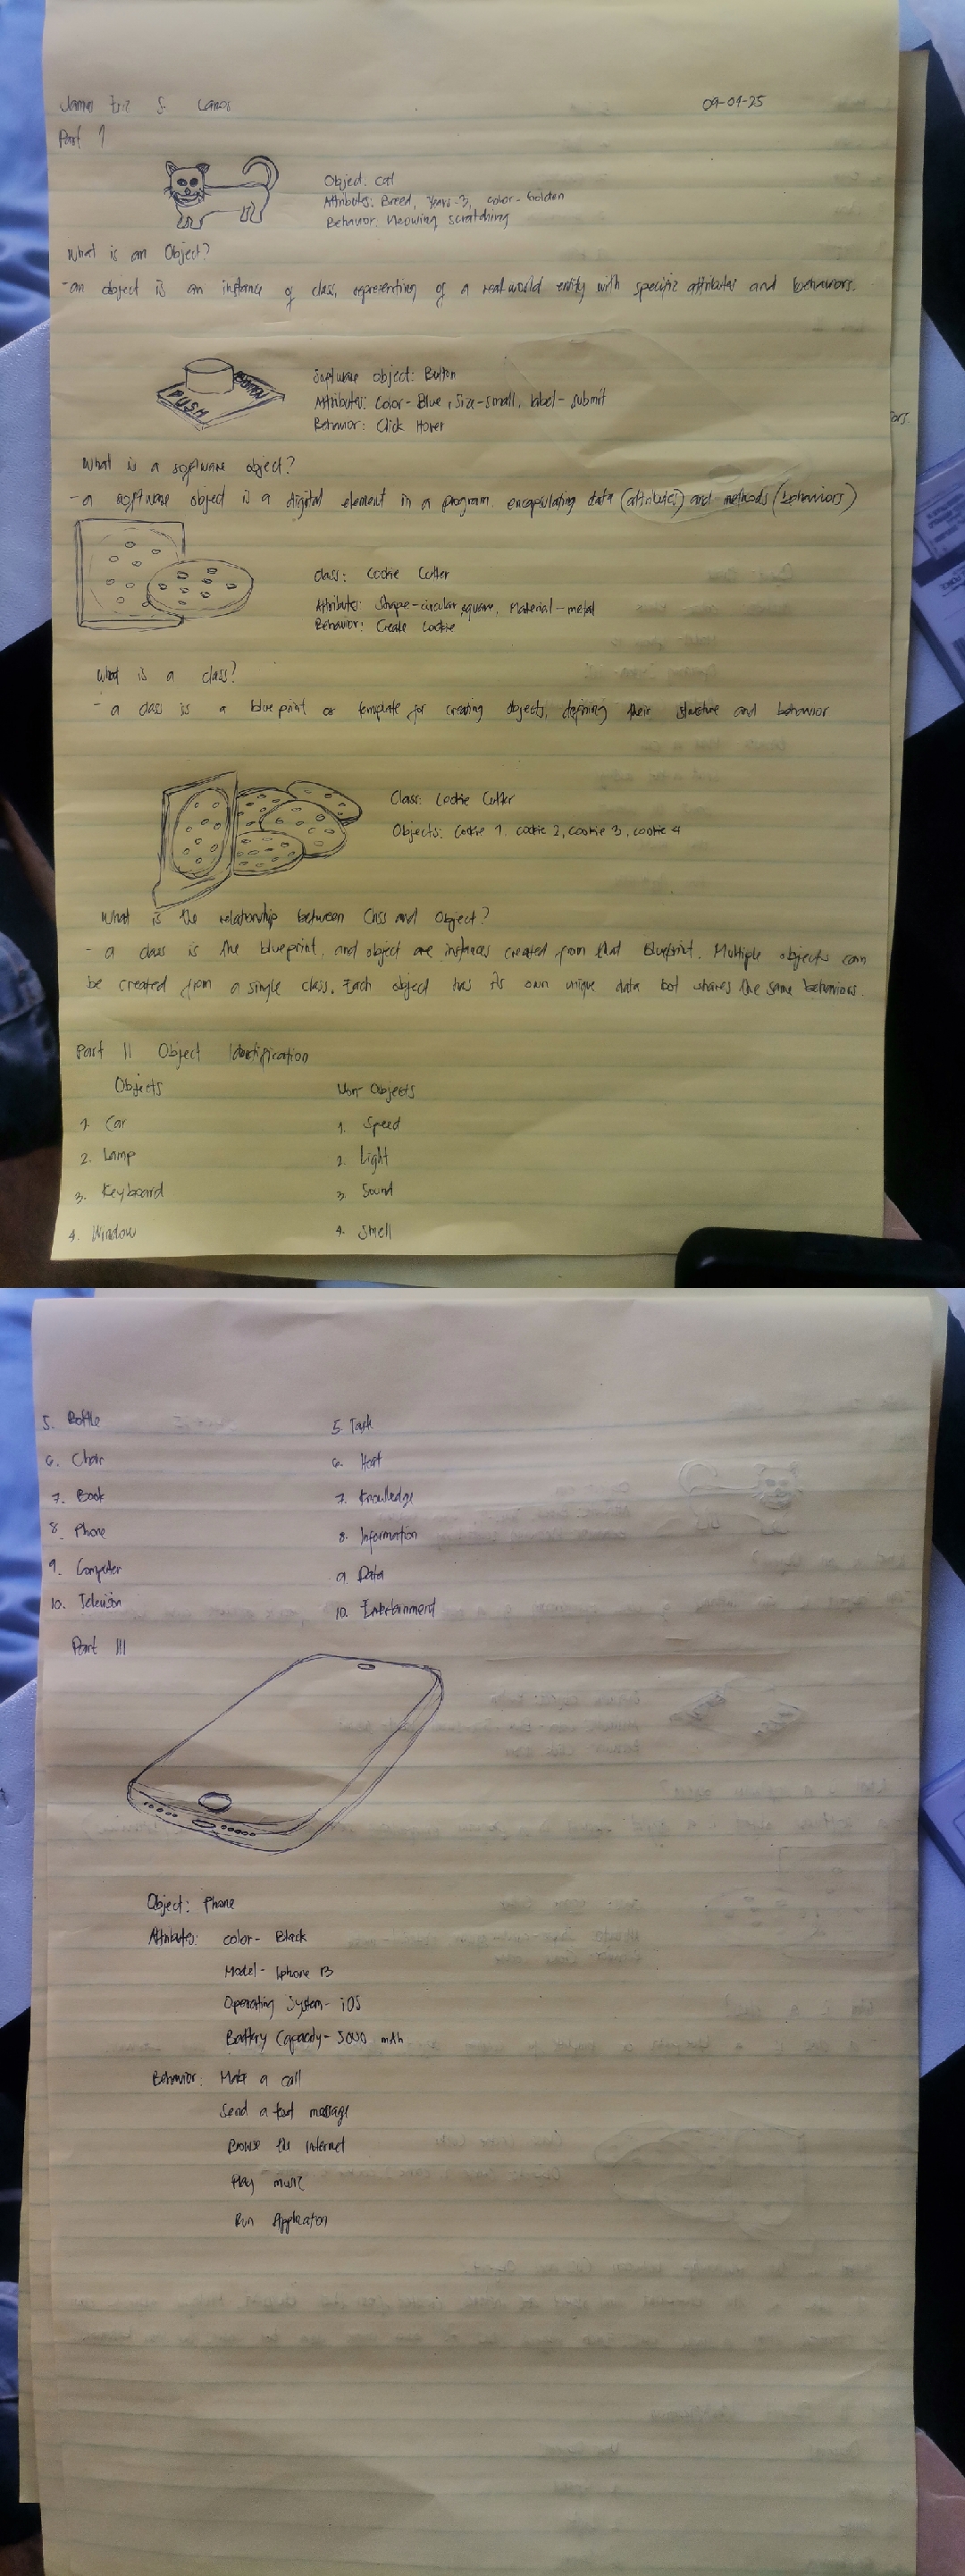 James Eric S. Lanos 09-04-25
Part 1
Object: Cat
Attributes: Breed, Years-3, color-Golden
Behavior: Meowing, scratching
What is an Object?
-an object is an instance of class, representing of a real world entity with specific attributes and behaviors.
PUSH BUTTON
Software object: Button
Attributes: Color-Blue, Size-small, label-submit
Behavior: Click Hover
What is a software object?
-a software object is a digital element in a program, encapsulating data (attributes) and methods (behaviors)
Class: Cookie Cutter
Attributes: Shape-circular, square, Material-metal
Behavior: Create cookie
What is a class?
- a class is a blueprint or template for creating objects, defining their structure and behavior
Class: Cookie Cutter
Objects: Cookie 1, cookie 2, cookie 3, cookie 4
What is the relationship between Class and Object?
- a class is the blueprint, and object are instances created from that Blueprint. Multiple objects can
be created from a single class. Each object has its own unique data but shares the same behaviors.
Part II Object Identification
Objects Non-Objects
1. Car 1. Speed
2. Lamp 2. Light
3. Keyboard 3. Sound
4. Window 4. Smell
5. Bottle 5. Task
6. Chair 6. Heat
7. Book 7. Knowledge
8. Phone 8. Information
9. Computer 9. Data
10. Television 10. Entertainment
Part III
Object: Phone
Attributes: color- Black
Model- Iphone 13
Operating System- iOS
Battery Capacity- 5000 mAh
Behavior: Make a call
Send a text message
Browse the internet
Play music
Run Application